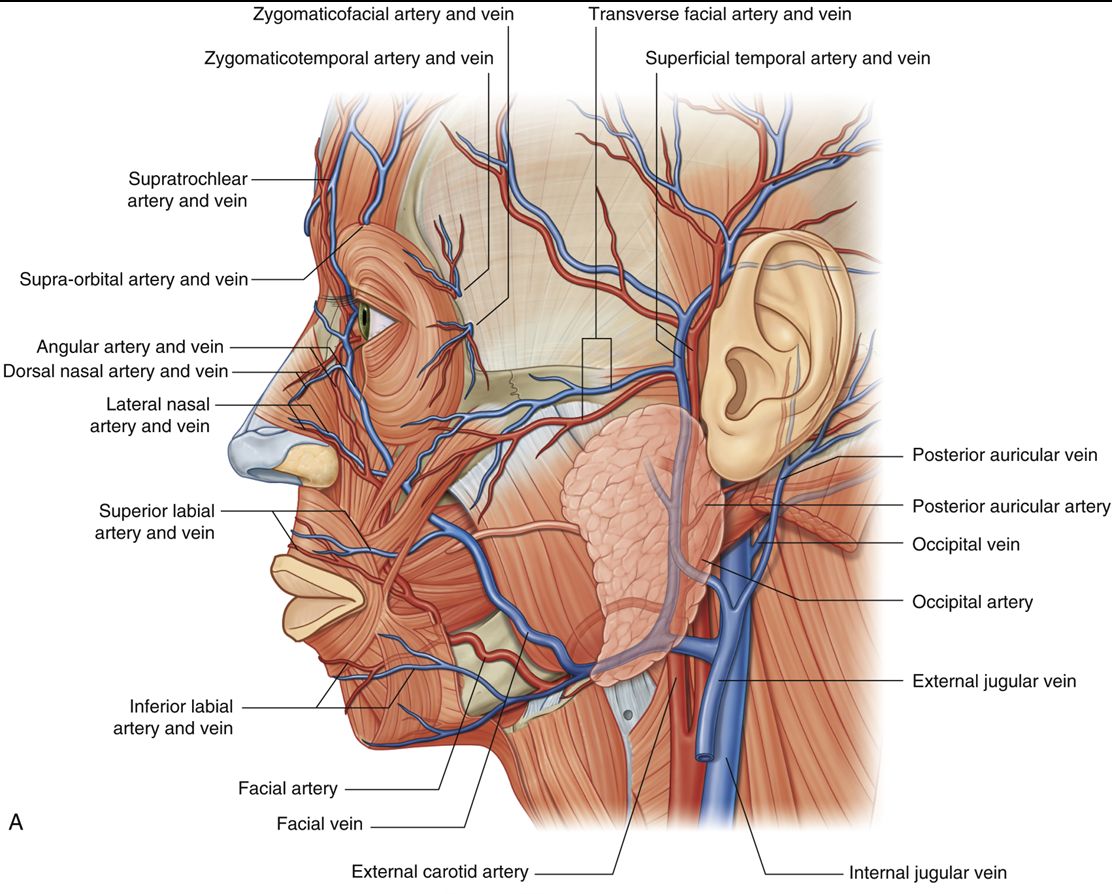 Zygomaticofacial artery and vein
Transverse facial artery and vein
Zygomaticotemporal artery and vein
Superficial temporal artery and vein
Supratrochlear
artery and vein
Supra-orbital artery and vein
Angular artery and vein
Dorsal nasal artery and vein
Lateral nasal
artery and vein
Posterior auricular vein
Superior labial
artery and vein
Posterior auricular artery
Occipital vein
Occipital artery
External jugular vein
Inferior labial
artery and vein
Facial artery
Facial vein
A
External carotid artery
Internal jugular vein